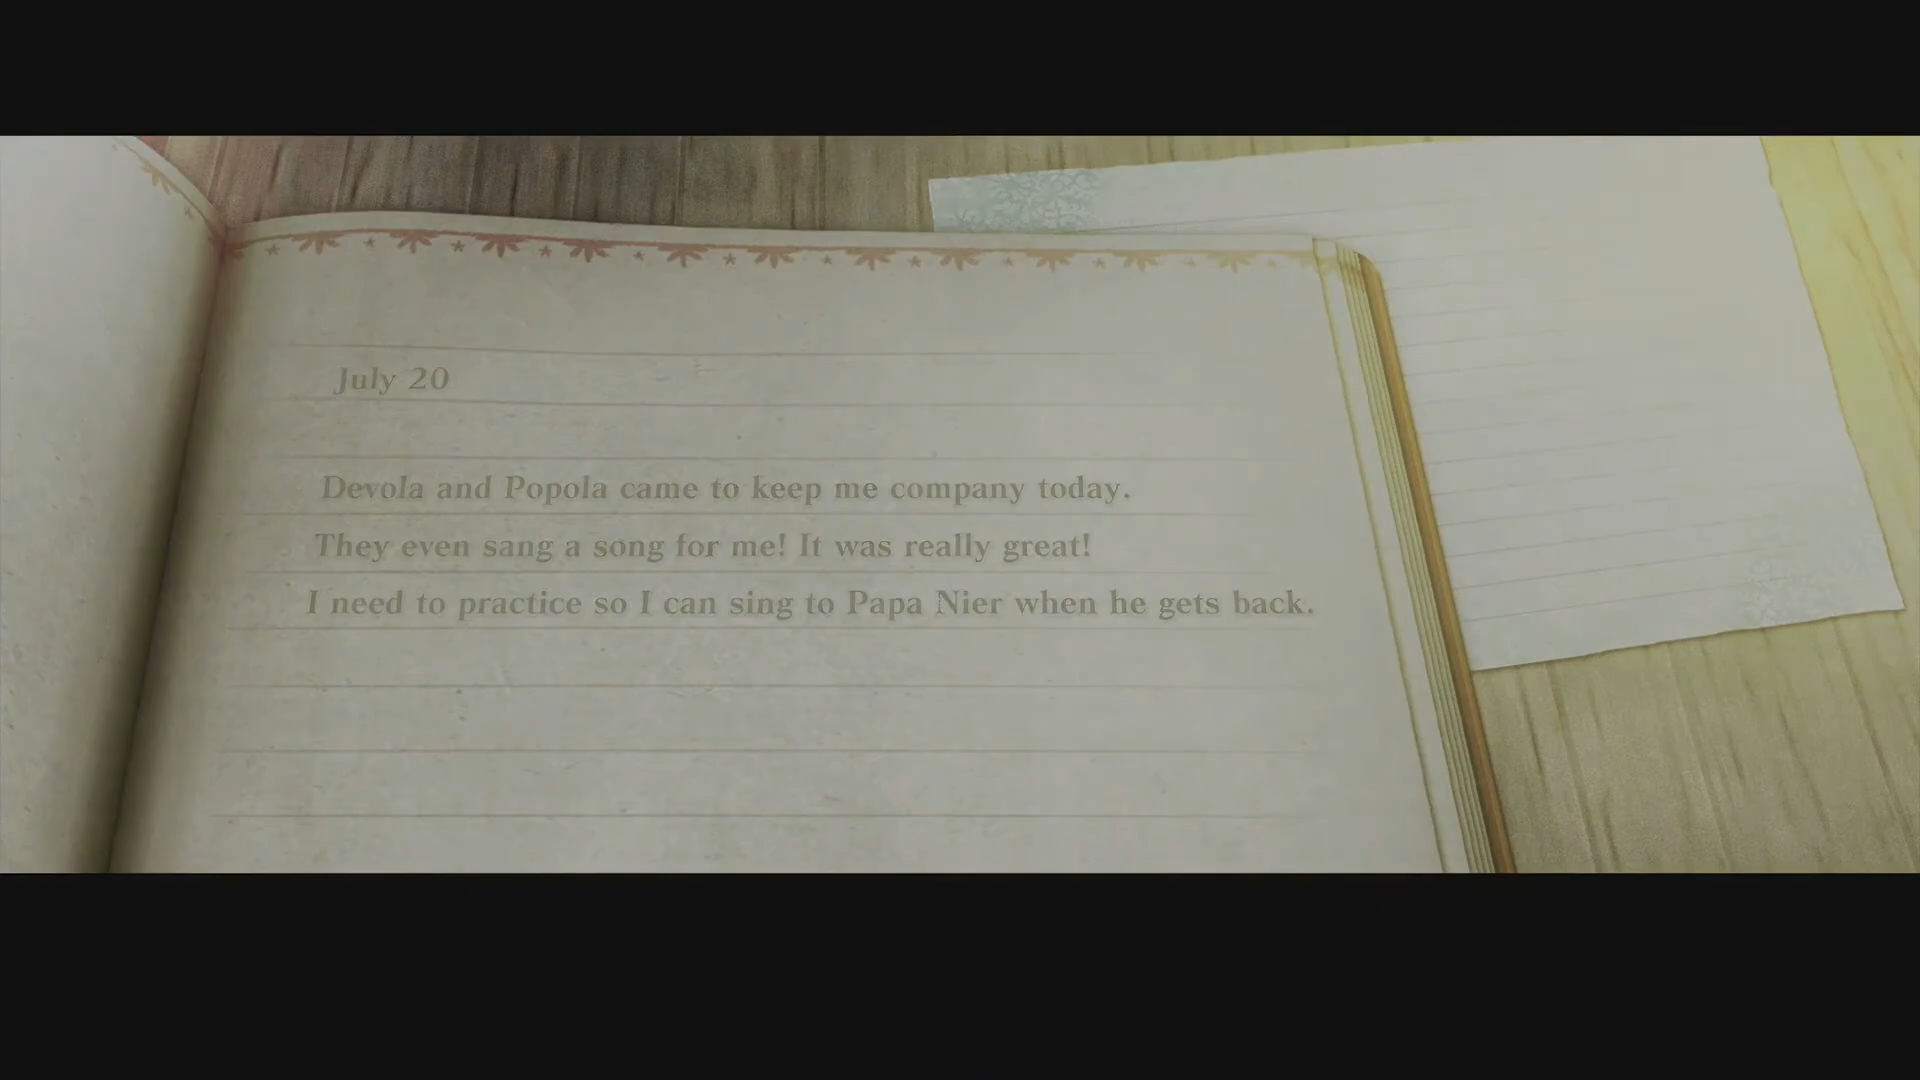 July 20
Devola and Popola came to keep me company today.
They even sang a song for me! It was really great!
I need to practice so I can sing to Papa Nier when he gets back.